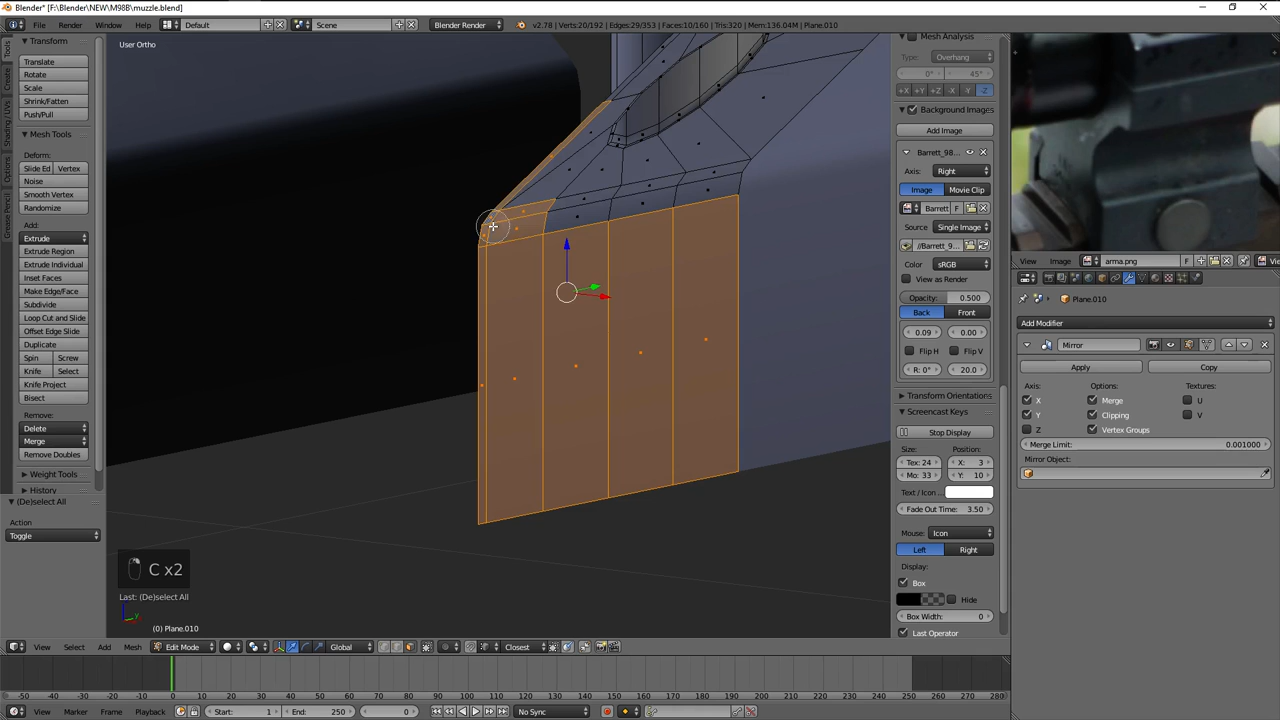 Blender* [F:\Blender\NEW\M98B\muzzle.blend]
File Render Window Help Default Scene Blender Render v2.78 | Verts:20/192 | Edges:29/353 | Faces:10/160 | Tris:320 | Mem:136.04M | Plane.010
User Ortho
Tools
Create
Shading / UVs
Options
Grease Pencil
Transform
Translate
Rotate
Scale
Shrink/Fatten
Push/Pull
Mesh Tools
Deform:
Slide Ed Vertex
Noise
Smooth Vertex
Randomize
Add:
Extrude
Extrude Region
Extrude Individual
Inset Faces
Make Edge/Face
Subdivide
Loop Cut and Slide
Offset Edge Slide
Duplicate
Spin Screw
Knife Select
Knife Project
Bisect
Remove:
Delete
Merge
Remove Doubles
Weight Tools
History
(De)select All
Action
Toggle
C x2
Last: (De)select All
(0) Plane.010
Mesh Analysis
Type: Overhang
0° 45°
+X +Y +Z -X -Y -Z
Background Images
Add Image
Barrett_98...
Axis: Right
Image Movie Clip
Barrett F
Source: Single Image
//Barrett_9...
Color sRGB
View as Render
Opacity: 0.500
Back Front
0.09 0.00
Flip H Flip V
R: 0° 20.0
Transform Orientations
Screencast Keys
Stop Display
Size: Position:
Tex: 24 X: 3
Mo: 33 Y: 10
Text / Icon ...
Fade Out Time: 3.50
Mouse: Icon
Left Right
Display:
Box
Hide
Box Width: 0
Last Operator
View Image arma.png F
Plane.010
Add Modifier
Mirror
Apply Copy
Axis: Options: Textures:
X Merge U
Y Clipping V
Z Vertex Groups
Merge Limit: 0.001000
Mirror Object:
View Select Add Mesh Edit Mode Global Closest
-50 -40 -30 -20 -10 0 10 20 30 40 50 60 70 80 90 100 110 120 130 140 150 160 170 180 190 200 210 220 230 240 250 260 270 280
View Marker Frame Playback Start: 1 End: 250 0 No Sync